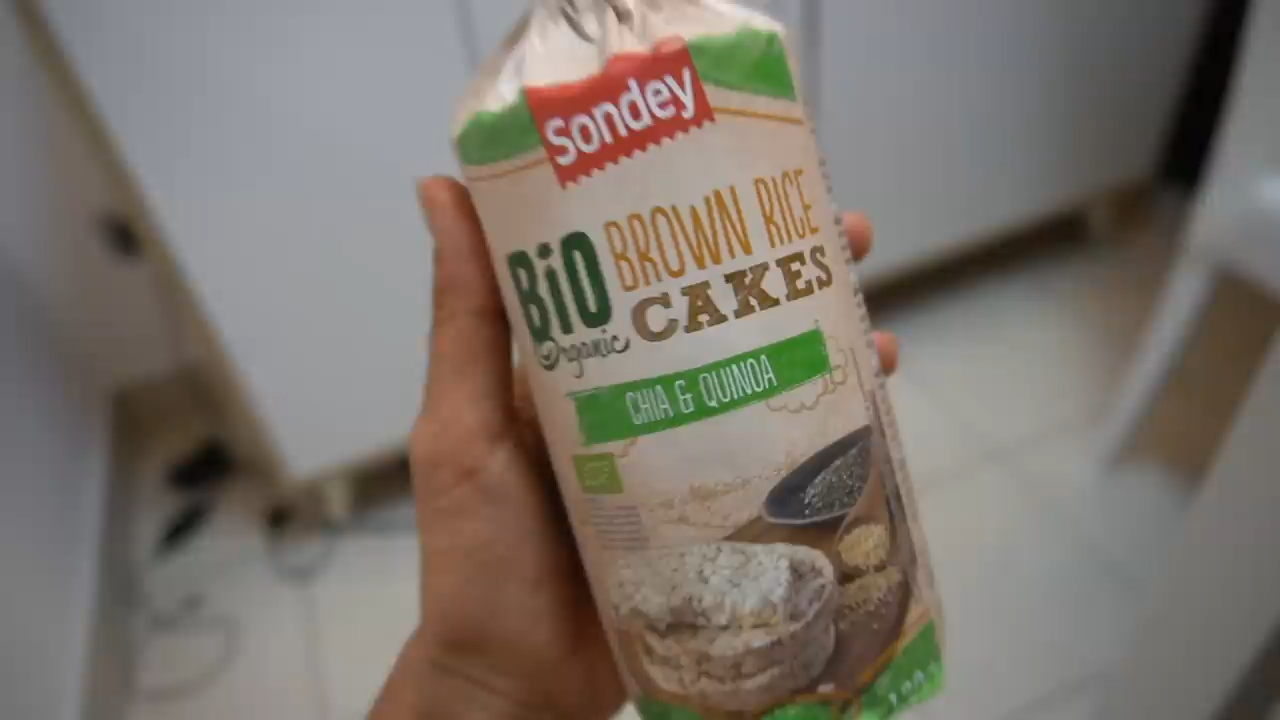 Sondey
BiO
Organic
BROWN RICE
CAKES
CHIA & QUINOA